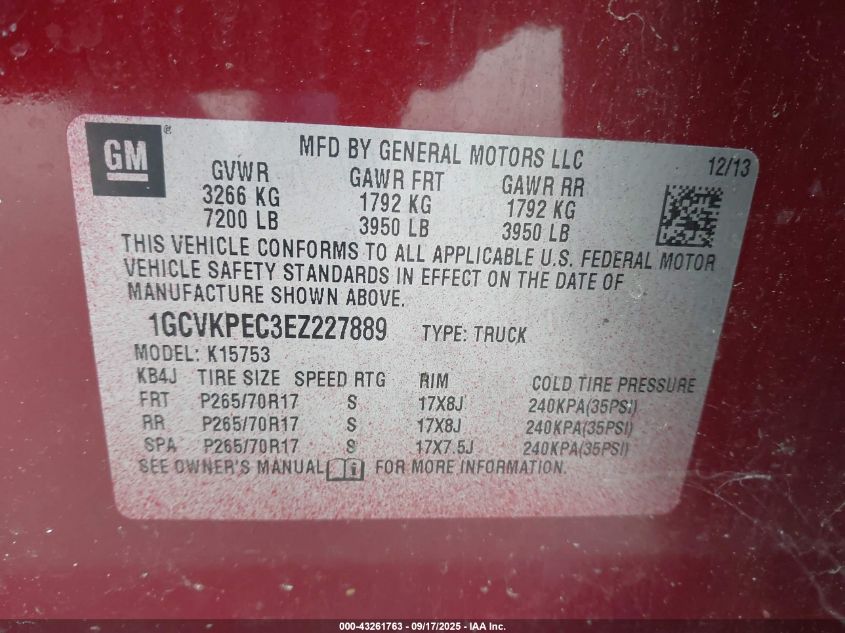 GM®
MFD BY GENERAL MOTORS LLC
12/13
GVWR GAWR FRT GAWR RR
3266 KG 1792 KG 1792 KG
7200 LB 3950 LB 3950 LB
THIS VEHICLE CONFORMS TO ALL APPLICABLE U.S. FEDERAL MOTOR
VEHICLE SAFETY STANDARDS IN EFFECT ON THE DATE OF
MANUFACTURE SHOWN ABOVE.
1GCVKPEC3EZ227889 TYPE: TRUCK
MODEL: K15753
KB4J TIRE SIZE SPEED RTG RIM COLD TIRE PRESSURE
FRT P265/70R17 S 17X8J 240KPA(35PSI)
RR P265/70R17 S 17X8J 240KPA(35PSI)
SPA P265/70R17 S 17X7.5J 240KPA(35PSI)
SEE OWNER'S MANUAL FOR MORE INFORMATION.
000-43261763 - 09/17/2025 - IAA Inc.